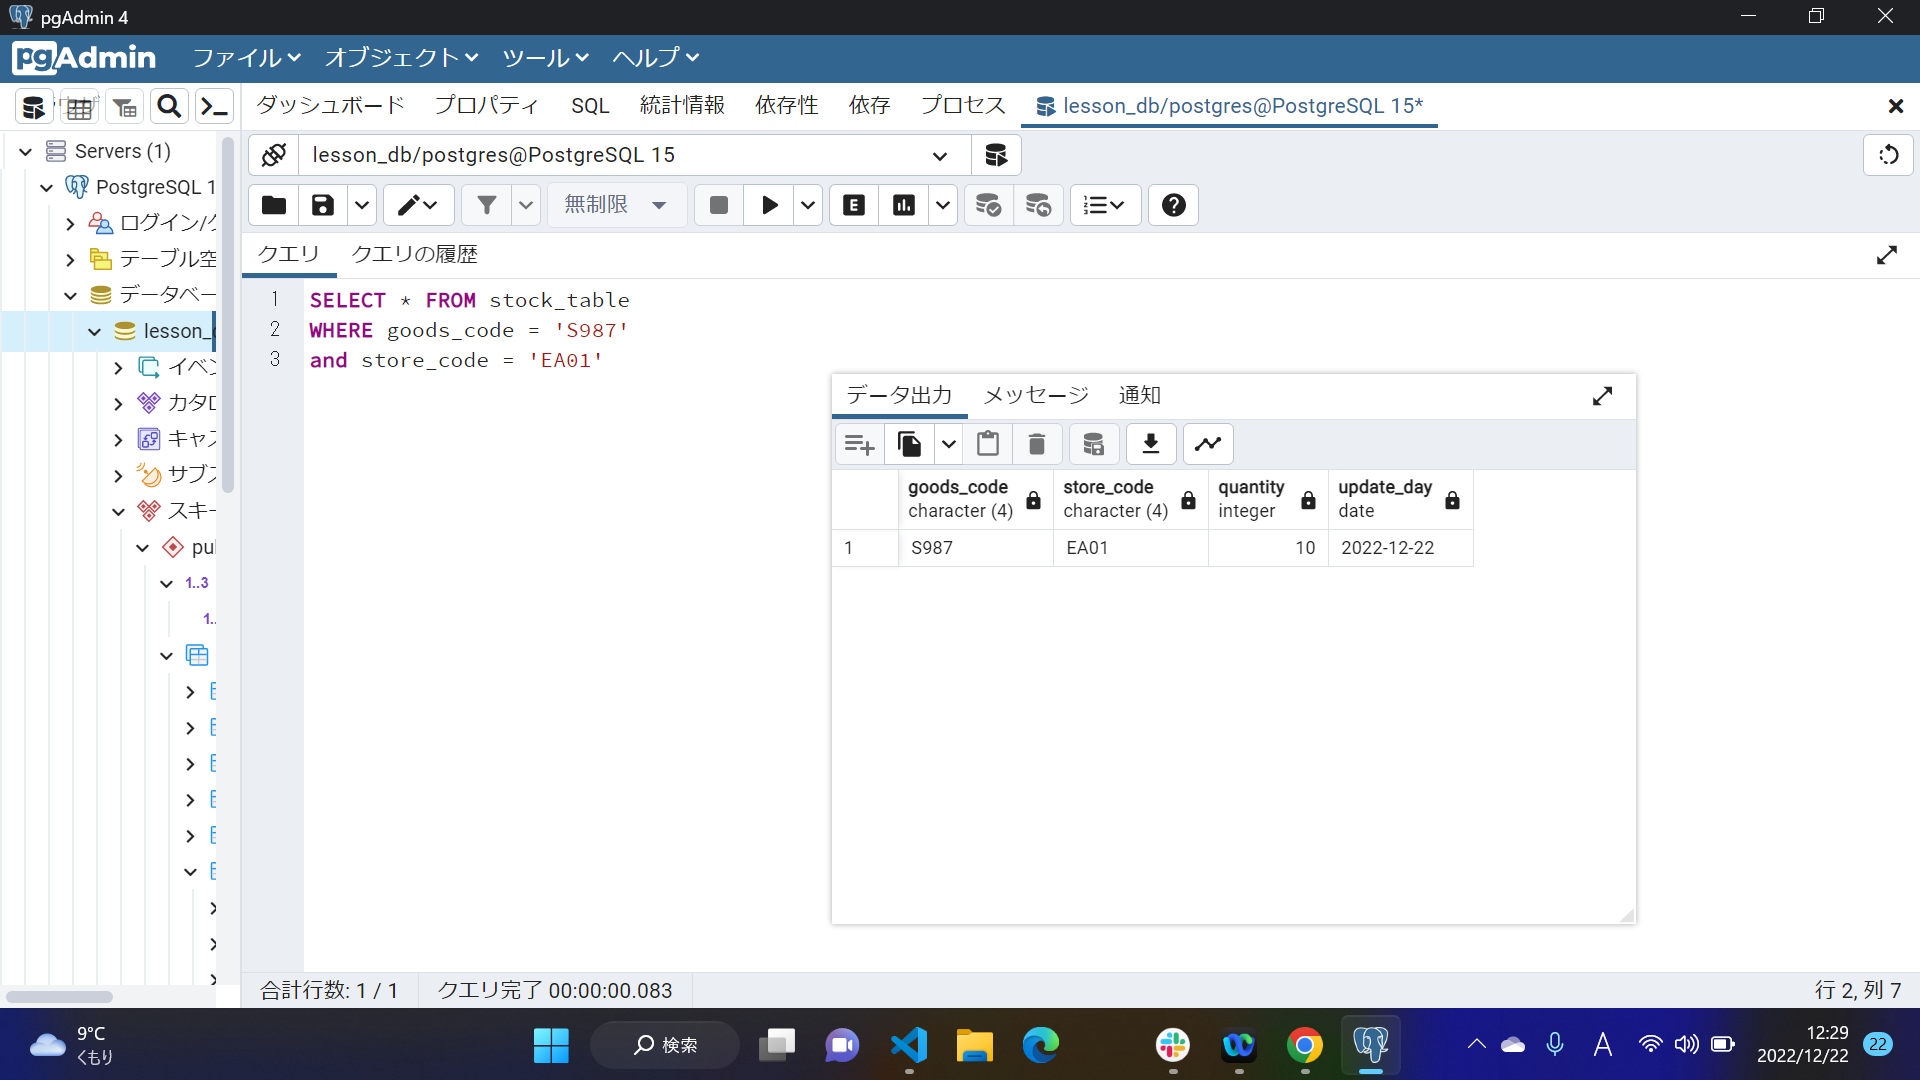 pgAdmin 4
pgAdmin ファイル オブジェクト ツール ヘルプ
ダッシュボード プロパティ SQL 統計情報 依存性 依存 プロセス lesson_db/postgres@PostgreSQL 15*
Servers (1)
PostgreSQL 1
ログイン/グ
テーブル空
データベー
lesson_d
イベン
カタロ
キャス
サブス
スキー
pul
1..3
1..
lesson_db/postgres@PostgreSQL 15
無制限
クエリ クエリの履歴
1 SELECT * FROM stock_table
2 WHERE goods_code = 'S987'
3 and store_code = 'EA01'
データ出力 メッセージ 通知
goods_code store_code quantity update_day
character (4) character (4) integer date
1 S987 EA01 10 2022-12-22
合計行数: 1 / 1 クエリ完了 00:00:00.083 行 2, 列 7
9°C
くもり
検索
A
12:29
2022/12/22
22